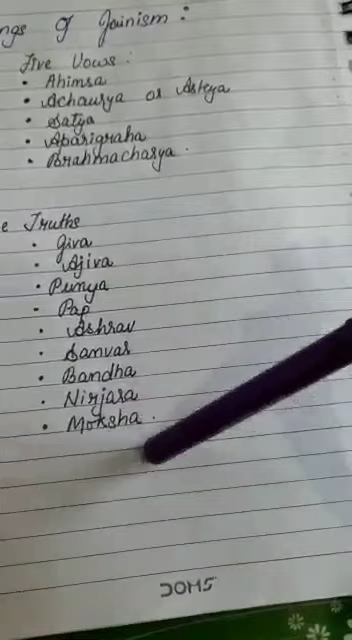 ngs of Jainism :
Five Vows :
• Ahimsa
• Achaurya or Asteya
• Satya
• Aparigraha
• Brahmacharya .
e Truths
• Giva
• Ajiva
• Punya
• Pap
• Ashrav
• Sanvar
• Bandha
• Nirjara
• Moksha .
DOMS